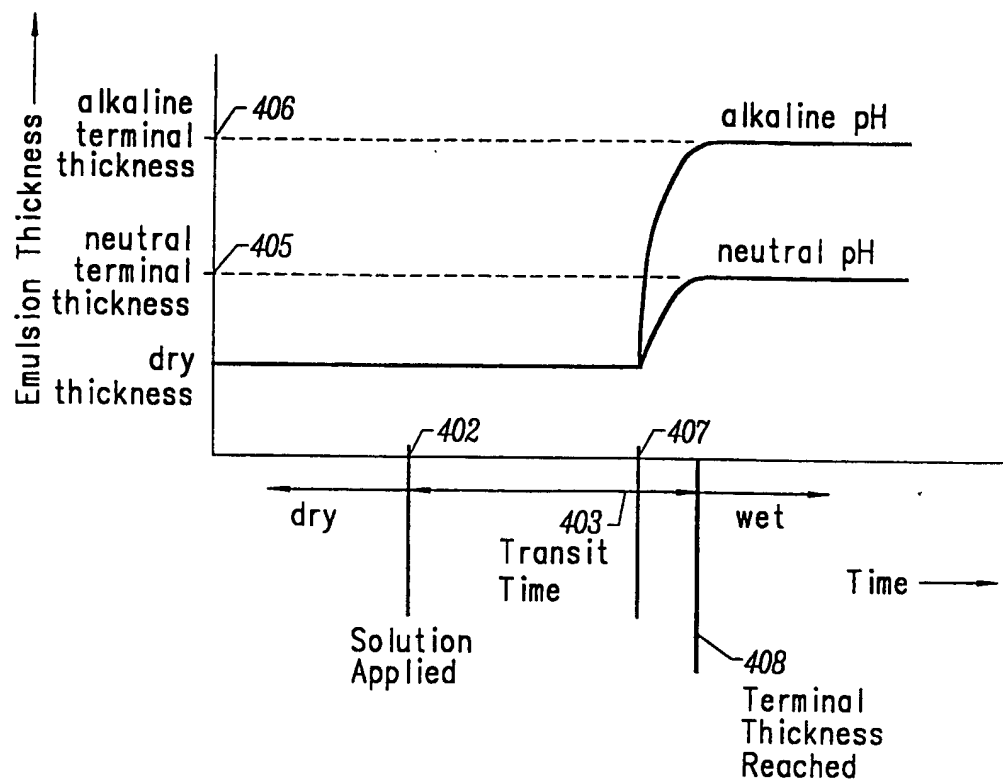 Emulsion Thickness
alkaline
terminal
thickness
406
alkaline pH
neutral
terminal
thickness
405
neutral pH
dry
thickness
402
407
dry
403
wet
Transit
Time
Time
Solution
Applied
408
Terminal
Thickness
Reached